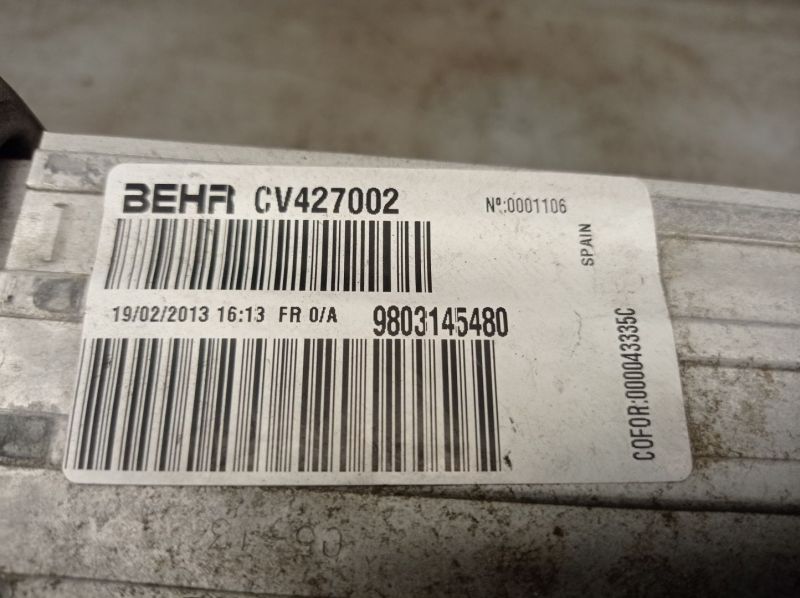 BEHR CV427002
Nº:0001106
SPAIN
19/02/2013 16:13 FR 0/A 9803145480
COFOR:000043335C